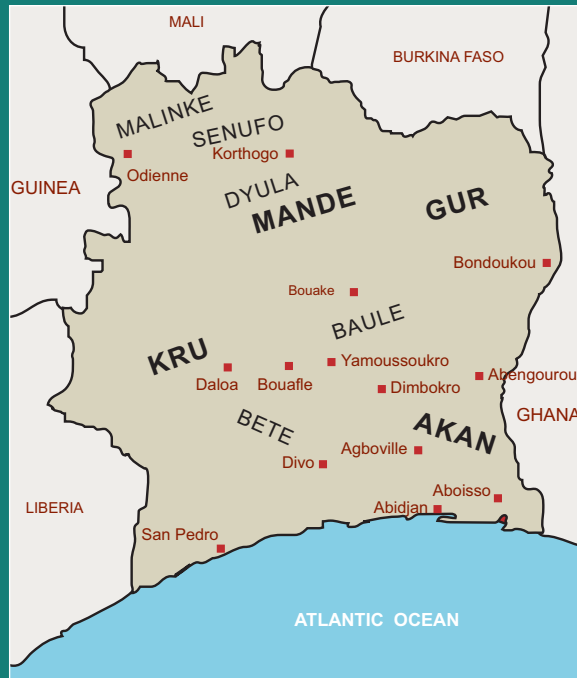 MALI
BURKINA FASO
MALINKE
SENUFO
Korthogo
Odienne
GUINEA
DYULA
MANDE
GUR
Bondoukou
Bouake
BAULE
KRU
Yamoussoukro
Daloa
Bouafle
Dimbokro
Abengourou
GHANA
BETE
AKAN
Agboville
Divo
Aboisso
LIBERIA
Abidjan
San Pedro
ATLANTIC OCEAN